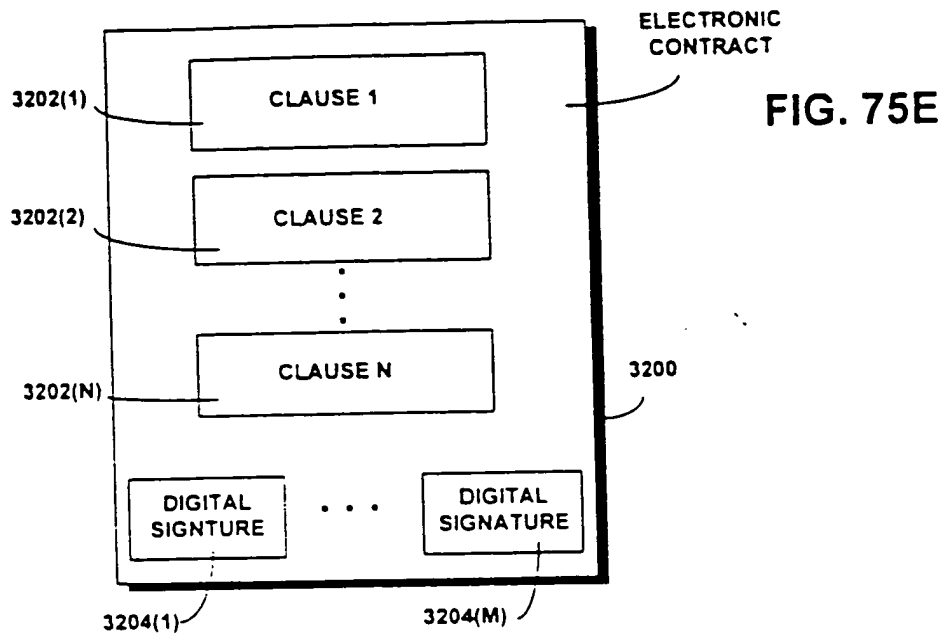 ELECTRONIC
CONTRACT
FIG. 75E
3202(1)
CLAUSE 1
3202(2)
CLAUSE 2
3202(N)
CLAUSE N
3200
DIGITAL
SIGNTURE
DIGITAL
SIGNATURE
3204(1)
3204(M)